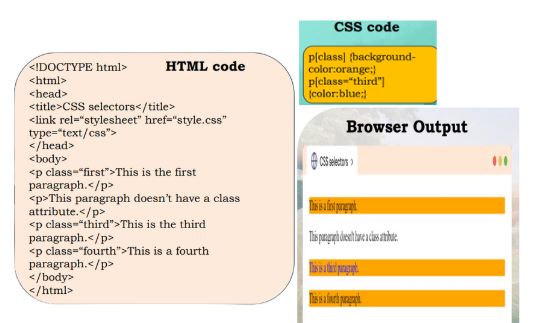 HTML code
<!DOCTYPE html>
<html>
<head>
<title>CSS selectors</title>
<link rel="stylesheet" href="style.css"
type="text/css">
</head>
<body>
<p class="first">This is the first
paragraph.</p>
<p>This paragraph doesn't have a class
attribute.</p>
<p class="third">This is the third
paragraph.</p>
<p class="fourth">This is a fourth
paragraph.</p>
</body>
</html>
CSS code
p[class] {background-
color:orange;}
p[class="third"]
{color:blue;}
Browser Output
CSS selectors >
This is a first paragraph.
This paragraph doesn't have a class attribute.
This is a third paragraph.
This is a fourth paragraph.